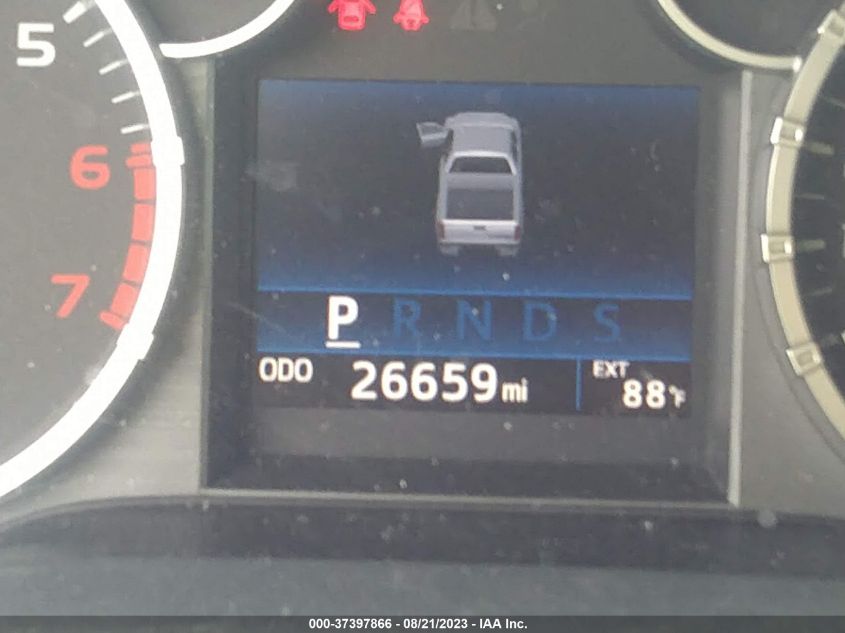 5
6
7
P R N D S
ODO 26659 mi
EXT 88°F
000-37397866 - 08/21/2023 - IAA Inc.